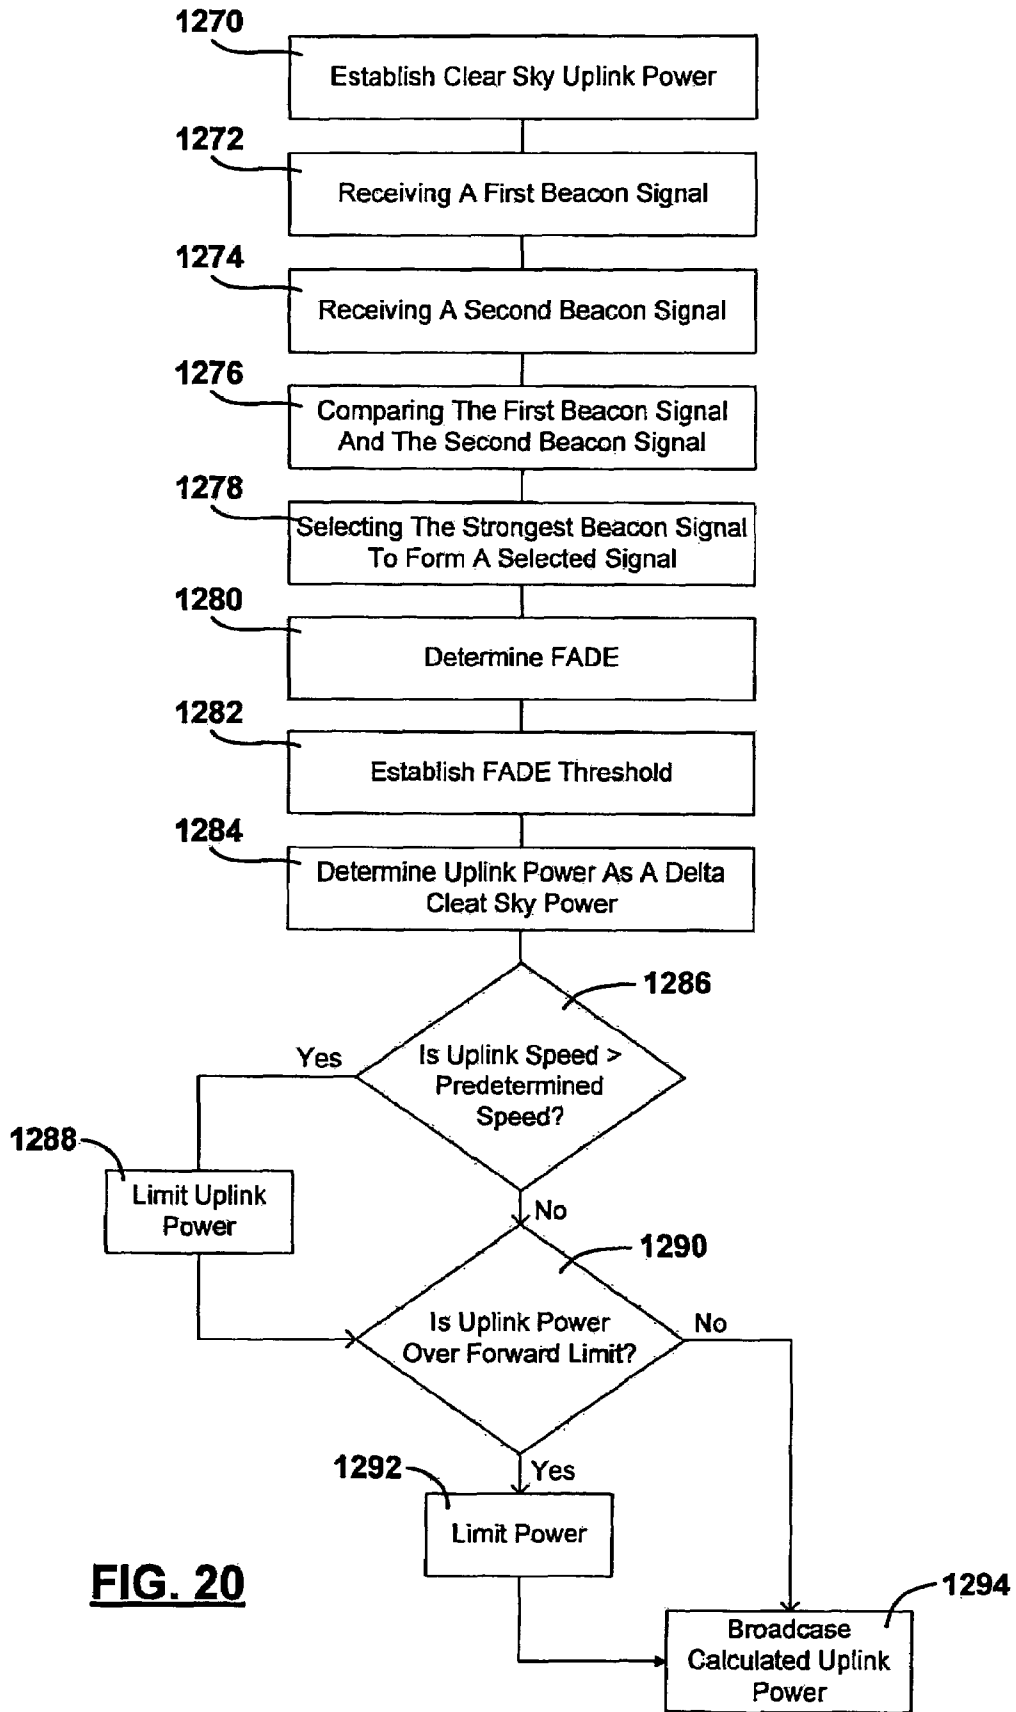 1270
Establish Clear Sky Uplink Power
1272
Receiving A First Beacon Signal
1274
Receiving A Second Beacon Signal
1276
Comparing The First Beacon Signal
And The Second Beacon Signal
1278
Selecting The Strongest Beacon Signal
To Form A Selected Signal
1280
Determine FADE
1282
Establish FADE Threshold
1284
Determine Uplink Power As A Delta
Cleat Sky Power
1286
Is Uplink Speed >
Predetermined
Speed?
Yes
1288
Limit Uplink
Power
No
1290
Is Uplink Power
Over Forward Limit?
No
1292
Yes
Limit Power
FIG. 20
1294
Broadcase
Calculated Uplink
Power